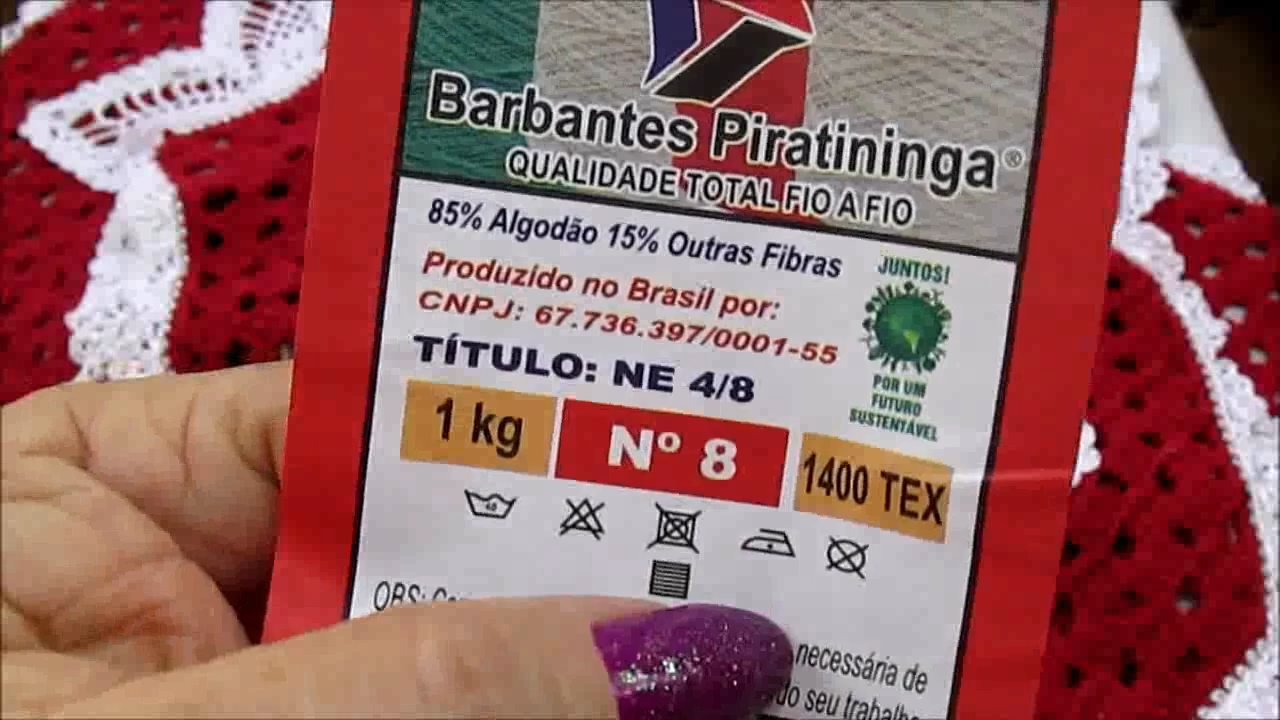 Barbantes Piratininga®
QUALIDADE TOTAL FIO A FIO
85% Algodão 15% Outras Fibras
Produzido no Brasil por:
CNPJ: 67.736.397/0001-55
TÍTULO: NE 4/8
JUNTOS!
POR UM
FUTURO
SUSTENTÁVEL
1 kg
Nº 8
1400 TEX
40
OBS:
necessária de
do seu